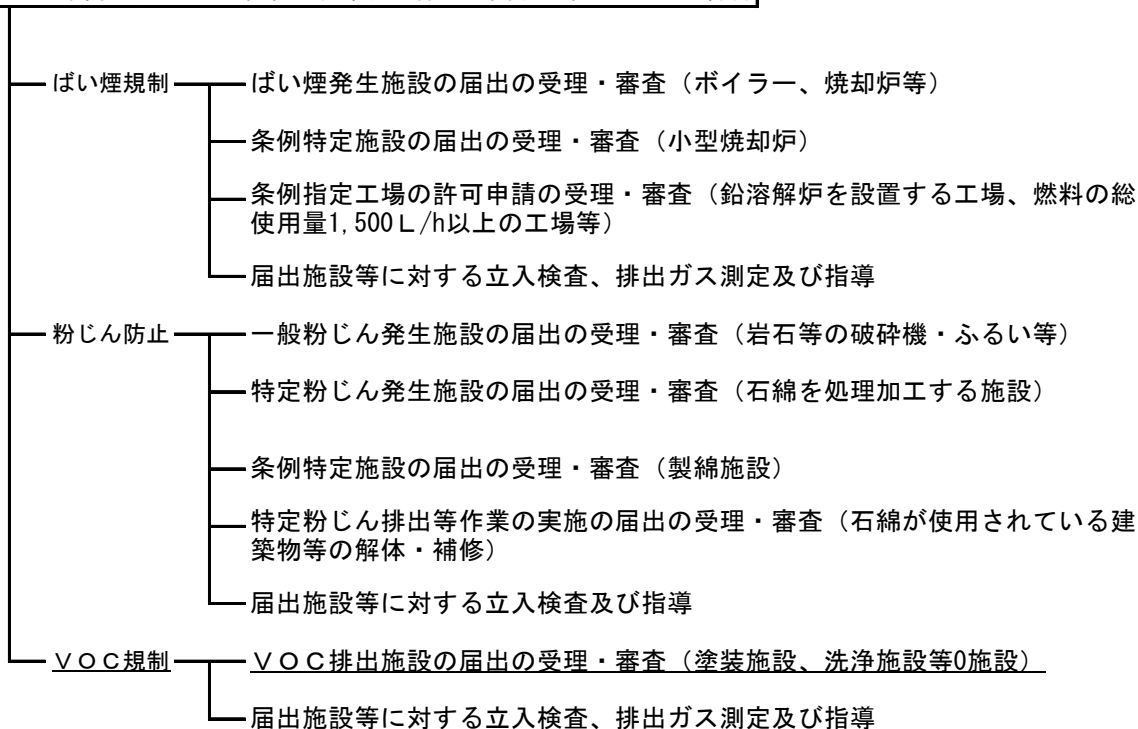 ばい煙規制 ばい煙発生施設の届出の受理・審査（ボイラー、焼却炉等）
条例特定施設の届出の受理・審査（小型焼却炉）
条例指定工場の許可申請の受理・審査（鉛溶解炉を設置する工場、燃料の総
使用量1,500Ｌ/h以上の工場等）
届出施設等に対する立入検査、排出ガス測定及び指導
粉じん防止 一般粉じん発生施設の届出の受理・審査（岩石等の破砕機・ふるい等）
特定粉じん発生施設の届出の受理・審査（石綿を処理加工する施設）
条例特定施設の届出の受理・審査（製綿施設）
特定粉じん排出等作業の実施の届出の受理・審査（石綿が使用されている建
築物等の解体・補修）
届出施設等に対する立入検査及び指導
ＶＯＣ規制 ＶＯＣ排出施設の届出の受理・審査（塗装施設、洗浄施設等0施設）
届出施設等に対する立入検査、排出ガス測定及び指導